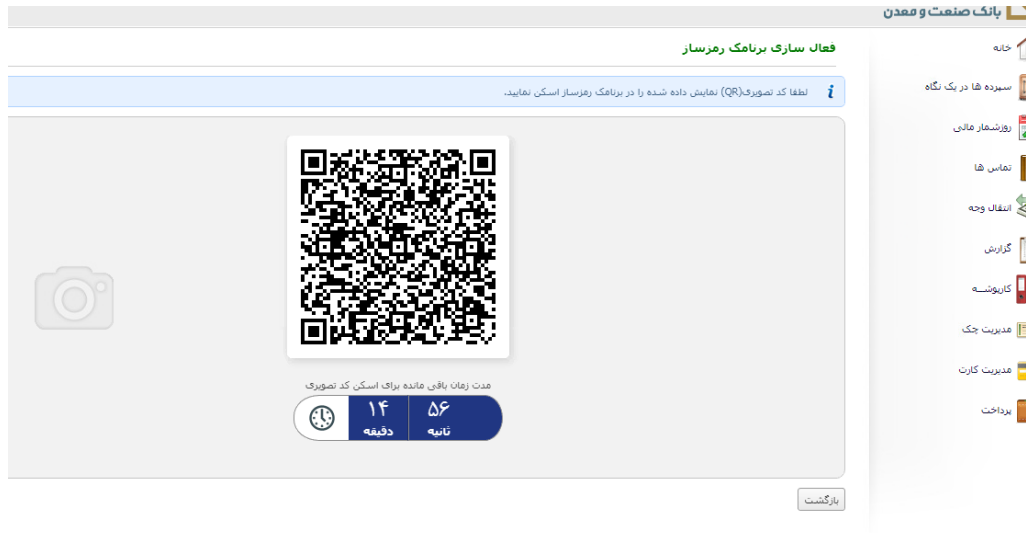 بانک صنعت و معدن
خانه
سپرده ها در یک نگاه
روزشمار مالی
تماس ها
انتقال وجه
گزارش
کارپوشــه
مدیریت چک
مدیریت کارت
پرداخت
فعال سازی برنامک رمزساز
لطفا کد تصویری(QR) نمایش داده شده را در برنامک رمزساز اسکن نمایید.
مدت زمان باقی مانده برای اسکن کد تصویری
۵۶ ۱۴
ثانیه دقیقه
بازگشت